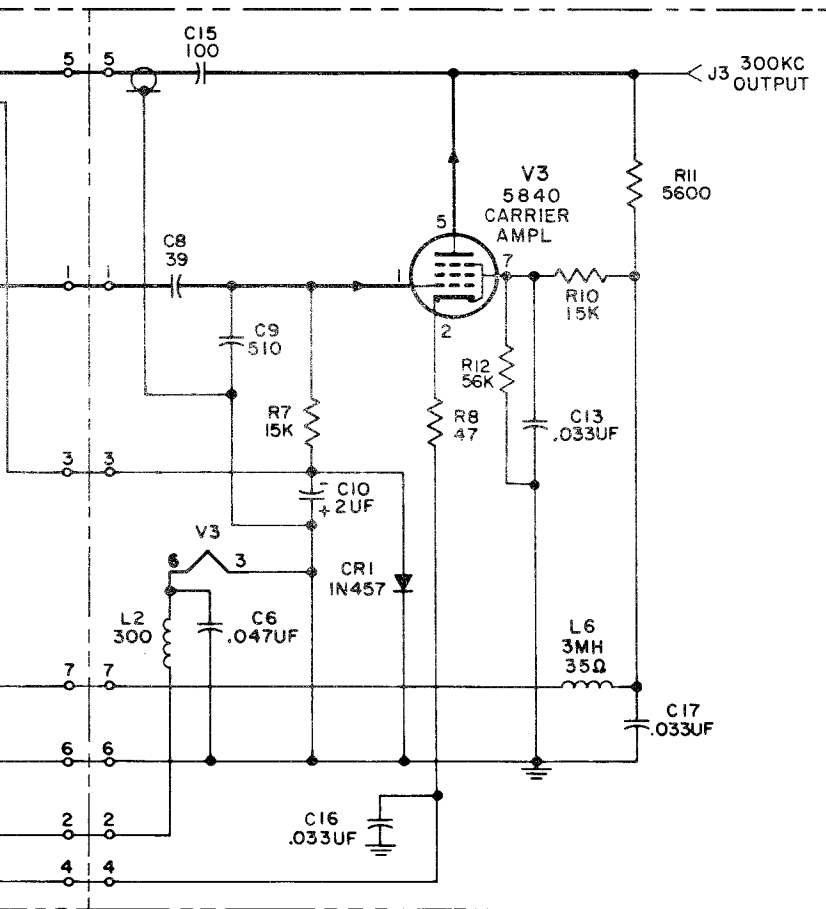 C15
100
5 5
J3 300KC
OUTPUT
V3
5840
CARRIER
AMPL
R11
5600
5
C8
39
1 1
1
7
R10
15K
2
C9
510
R12
56K
R7
15K
R8
47
C13
.033UF
3 3
- C10
+ 2UF
V3
6 3
CR1
1N457
L2
300
C6
.047UF
L6
3MH
35Ω
7 7
C17
.033UF
6 6
C16
.033UF
2 2
4 4